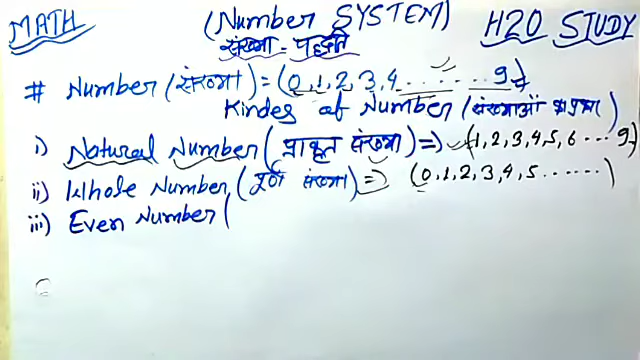 MATH (Number SYSTEM) H2O STUDY
संख्या-पद्धति
# Number (संख्या) = (0, 1, 2, 3, 4 ........ 9)
Kindes of Number (संख्याओं
i) Natural Number (प्राकृत संख्या) => (1, 2, 3, 4, 5, 6 ... 9)
ii) Whole Number (पूर्ण संख्या) => (0, 1, 2, 3, 4, 5 ......)
iii) Even Number (